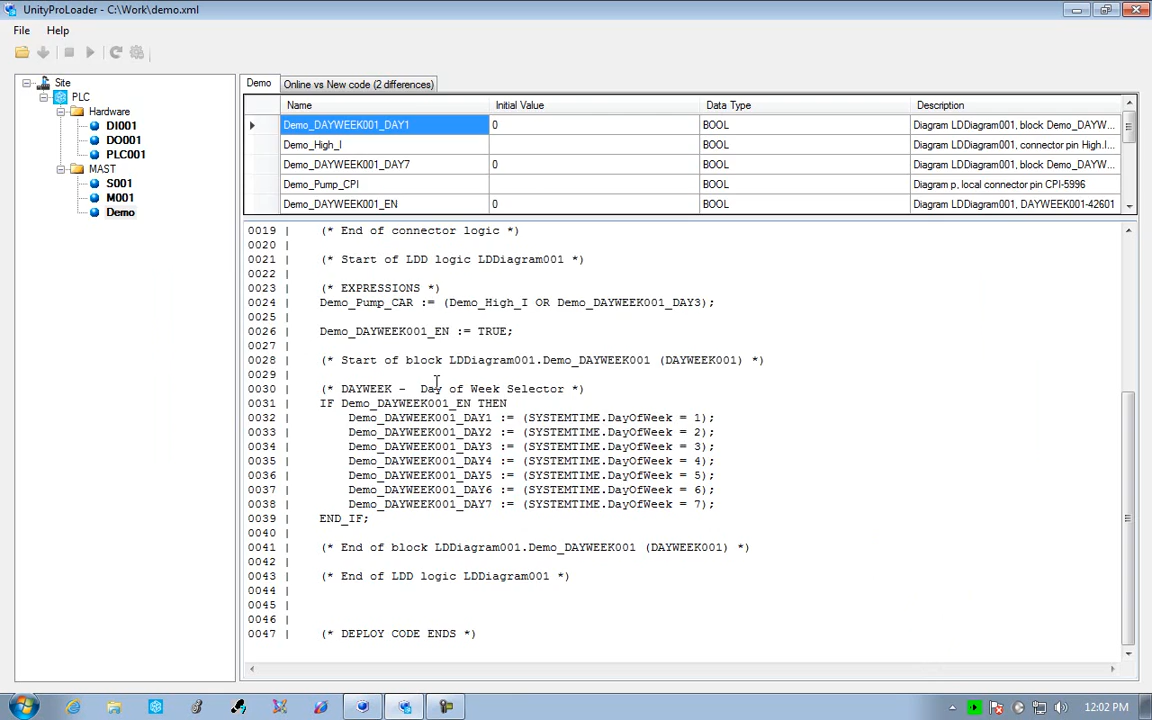 UnityProLoader - C:\Work\demo.xml
File Help
Site
PLC
Hardware
DI001
DO001
PLC001
MAST
S001
M001
Demo
Demo Online vs New code (2 differences)
Name Initial Value Data Type Description
Demo_DAYWEEK001_DAY1 0 BOOL Diagram LDDiagram001, block Demo_DAYW...
Demo_High_I BOOL Diagram LDDiagram001, connector pin High.I...
Demo_DAYWEEK001_DAY7 0 BOOL Diagram LDDiagram001, block Demo_DAYW...
Demo_Pump_CPI BOOL Diagram p, local connector pin CPI-5996
Demo_DAYWEEK001_EN 0 BOOL Diagram LDDiagram001, DAYWEEK001-42601
0019 | (* End of connector logic *)
0020 |
0021 | (* Start of LDD logic LDDiagram001 *)
0022 |
0023 | (* EXPRESSIONS *)
0024 | Demo_Pump_CAR := (Demo_High_I OR Demo_DAYWEEK001_DAY3);
0025 |
0026 | Demo_DAYWEEK001_EN := TRUE;
0027 |
0028 | (* Start of block LDDiagram001.Demo_DAYWEEK001 (DAYWEEK001) *)
0029 |
0030 | (* DAYWEEK - Day of Week Selector *)
0031 | IF Demo_DAYWEEK001_EN THEN
0032 | Demo_DAYWEEK001_DAY1 := (SYSTEMTIME.DayOfWeek = 1);
0033 | Demo_DAYWEEK001_DAY2 := (SYSTEMTIME.DayOfWeek = 2);
0034 | Demo_DAYWEEK001_DAY3 := (SYSTEMTIME.DayOfWeek = 3);
0035 | Demo_DAYWEEK001_DAY4 := (SYSTEMTIME.DayOfWeek = 4);
0036 | Demo_DAYWEEK001_DAY5 := (SYSTEMTIME.DayOfWeek = 5);
0037 | Demo_DAYWEEK001_DAY6 := (SYSTEMTIME.DayOfWeek = 6);
0038 | Demo_DAYWEEK001_DAY7 := (SYSTEMTIME.DayOfWeek = 7);
0039 | END_IF;
0040 |
0041 | (* End of block LDDiagram001.Demo_DAYWEEK001 (DAYWEEK001) *)
0042 |
0043 | (* End of LDD logic LDDiagram001 *)
0044 |
0045 |
0046 |
0047 | (* DEPLOY CODE ENDS *)
12:02 PM